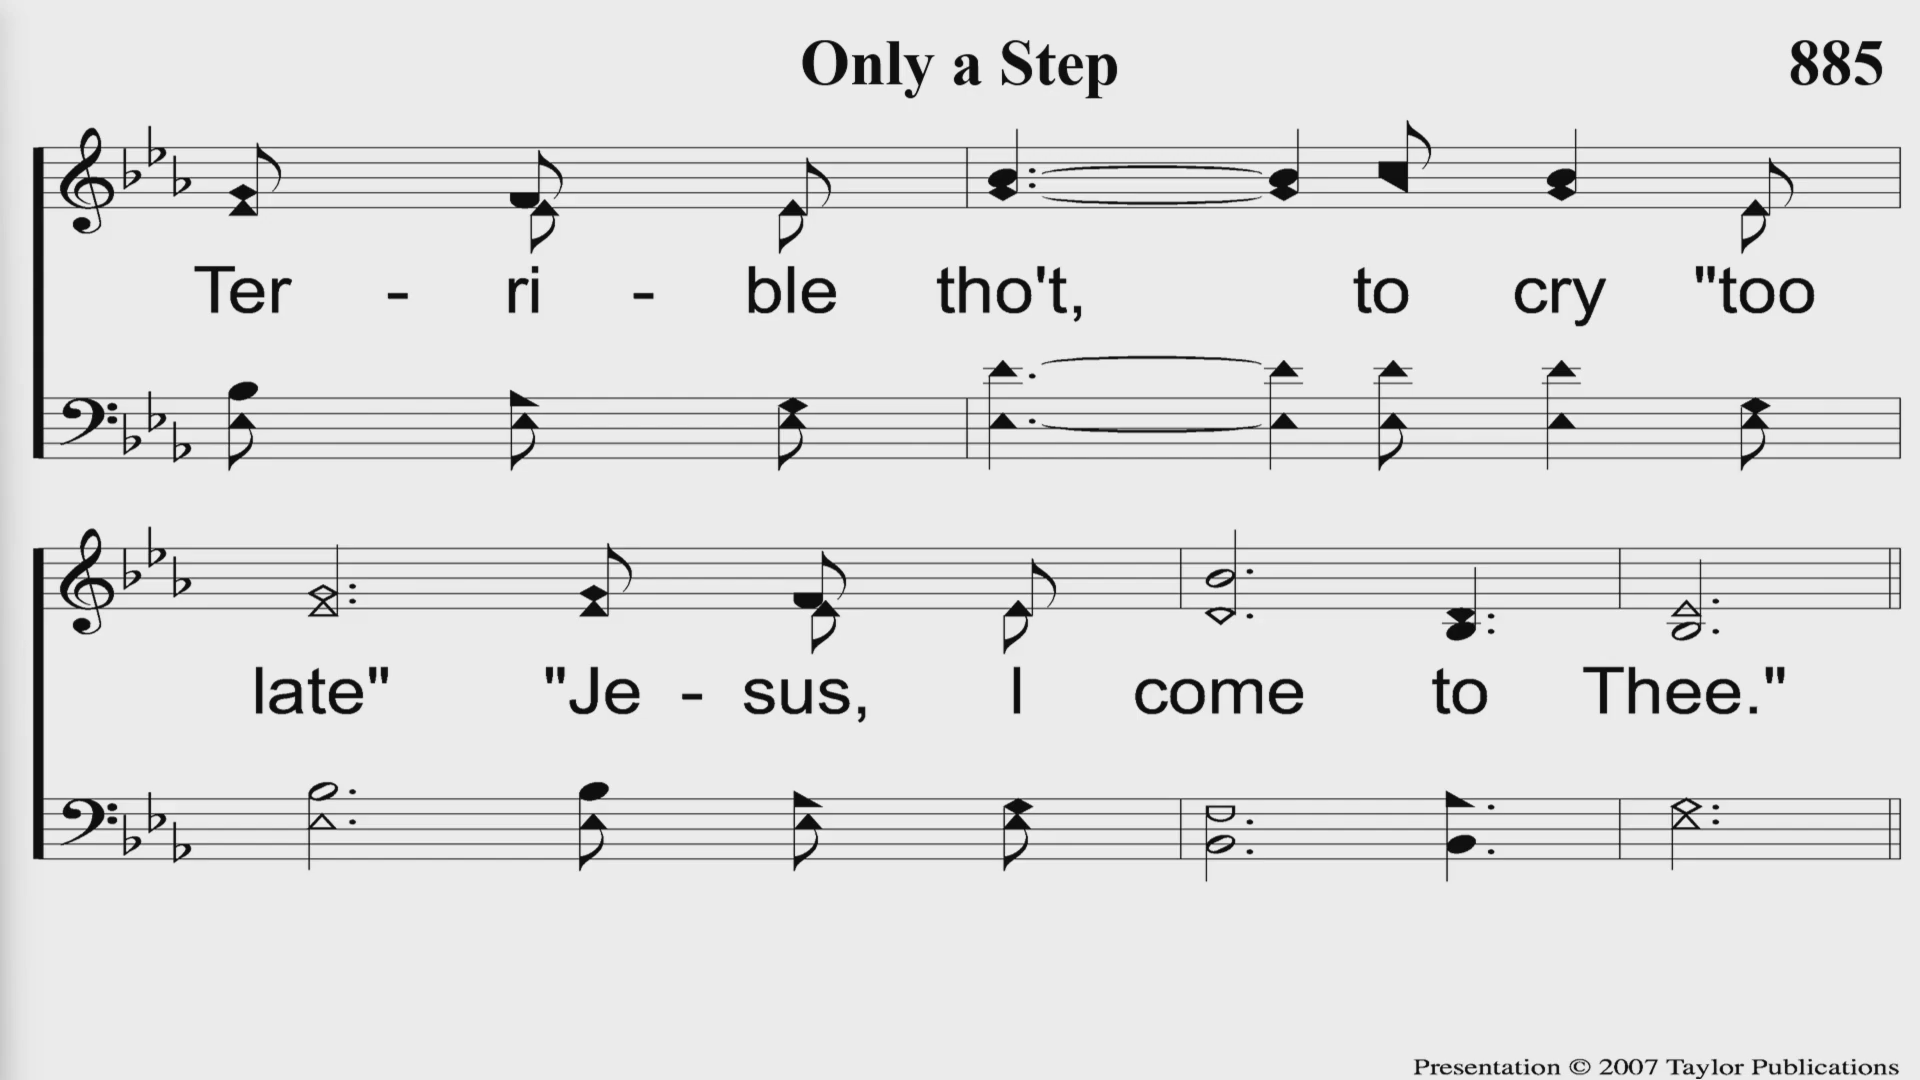 Only a Step 885
Ter - ri - ble tho't, to cry "too
late" "Je - sus, I come to Thee."
Presentation © 2007 Taylor Publications